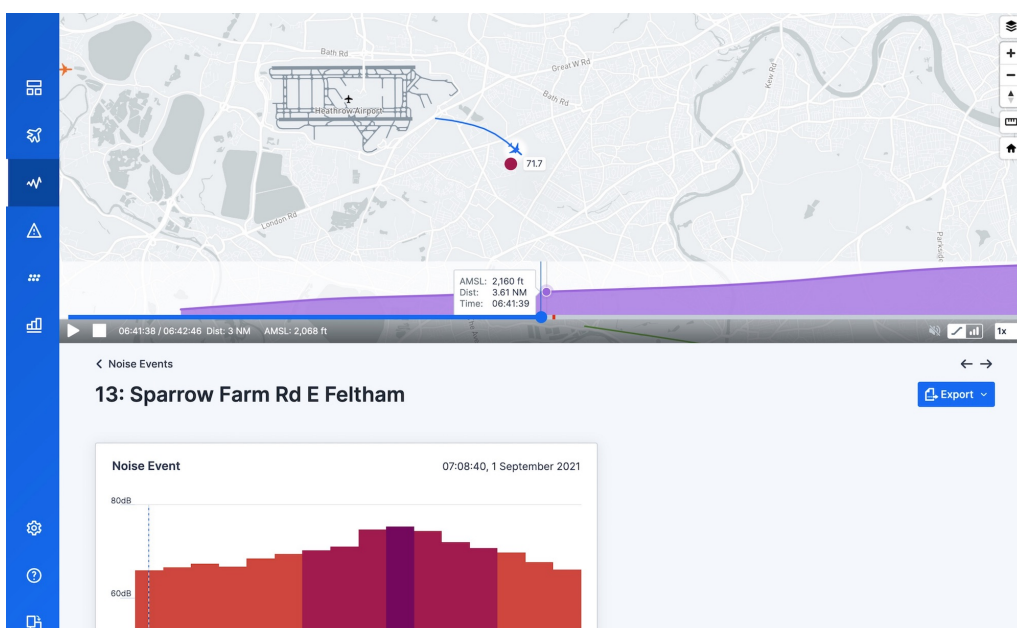 Bath Rd
Great W Rd
Kew Rd
Bath Rd
Heathrow Airport
71.7
London Rd
Parkside
AMSL: 2,160 ft
Dist: 3.61 NM
Time: 06:41:39
06:41:38 / 06:42:46 Dist: 3 NM AMSL: 2,068 ft
1x
Noise Events
13: Sparrow Farm Rd E Feltham
Export
Noise Event
07:08:40, 1 September 2021
80dB
60dB